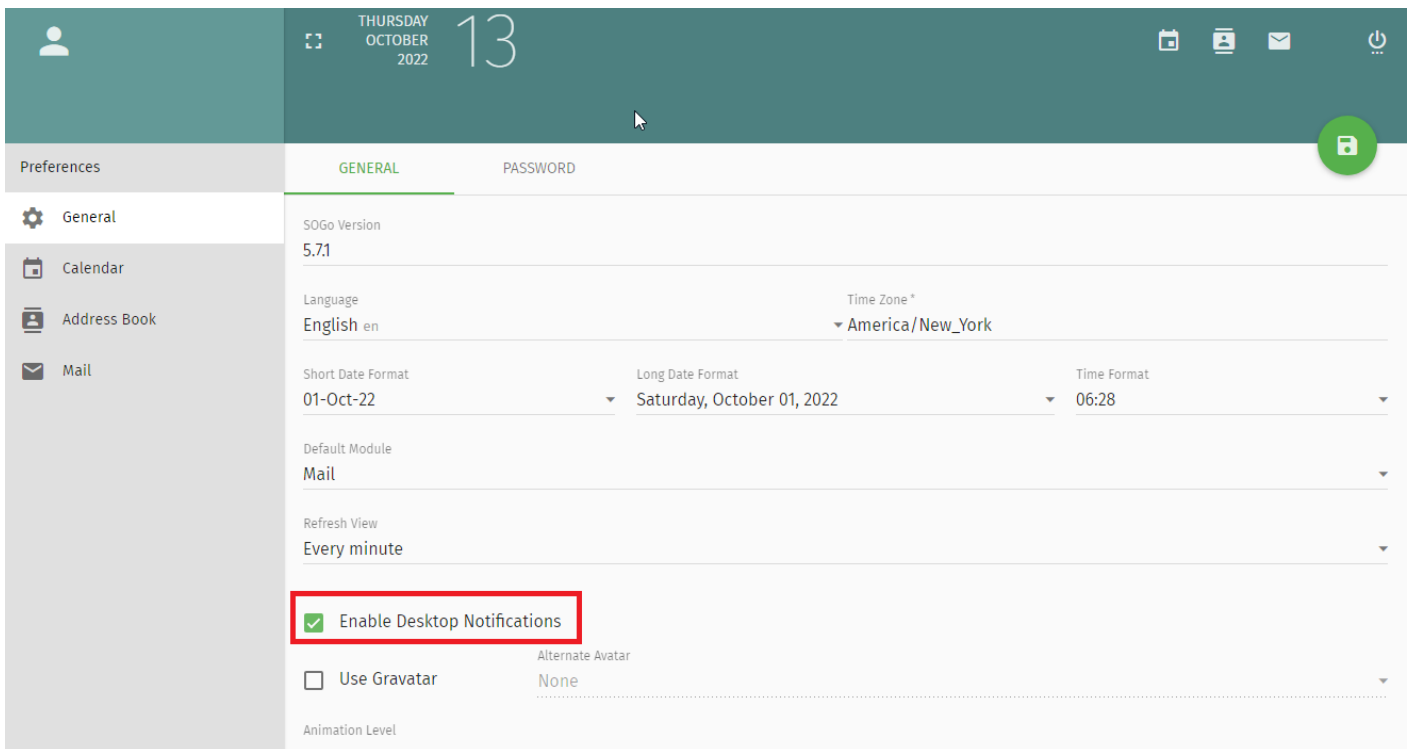 THURSDAY
OCTOBER
2022
13
Preferences
General
Calendar
Address Book
Mail
GENERAL PASSWORD
SOGo Version
5.7.1
Language Time Zone *
English en America/New_York
Short Date Format Long Date Format Time Format
01-Oct-22 Saturday, October 01, 2022 06:28
Default Module
Mail
Refresh View
Every minute
Enable Desktop Notifications
Alternate Avatar
Use Gravatar None
Animation Level